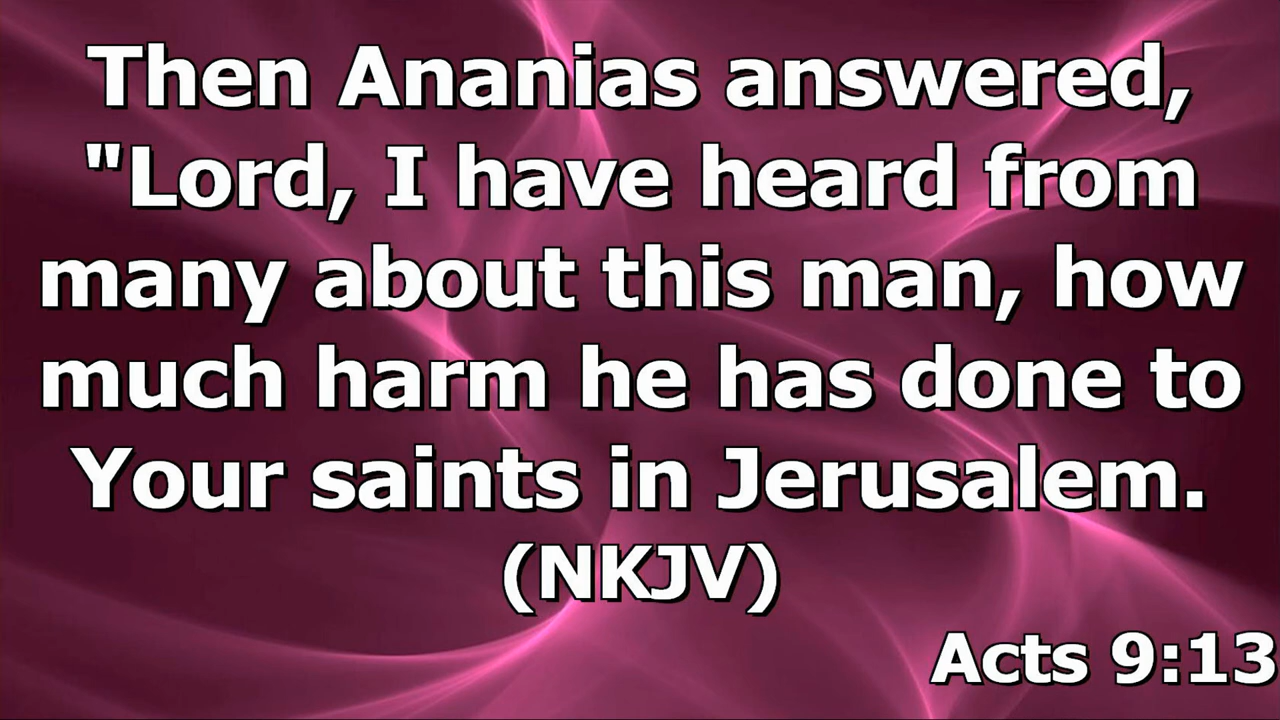 Then Ananias answered,
"Lord, I have heard from
many about this man, how
much harm he has done to
Your saints in Jerusalem.
(NKJV)
Acts 9:13